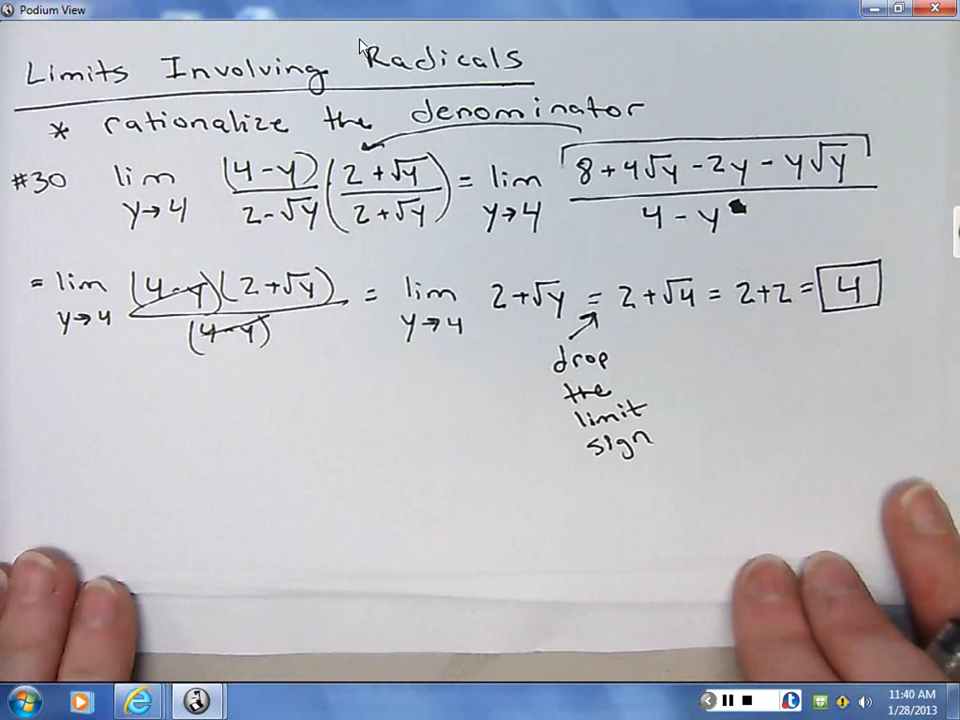 Podium View
Limits Involving Radicals
* rationalize the denominator
#30 lim y→4 (4-y)/(2-√y) · ((2+√y)/(2+√y)) = lim y→4 (8+4√y-2y-y√y)/(4-y)
= lim y→4 (4-y)(2+√y)/(4-y) = lim y→4 2+√y = 2+√4 = 2+2 = 4
drop
the
limit
sign
11:40 AM
1/28/2013